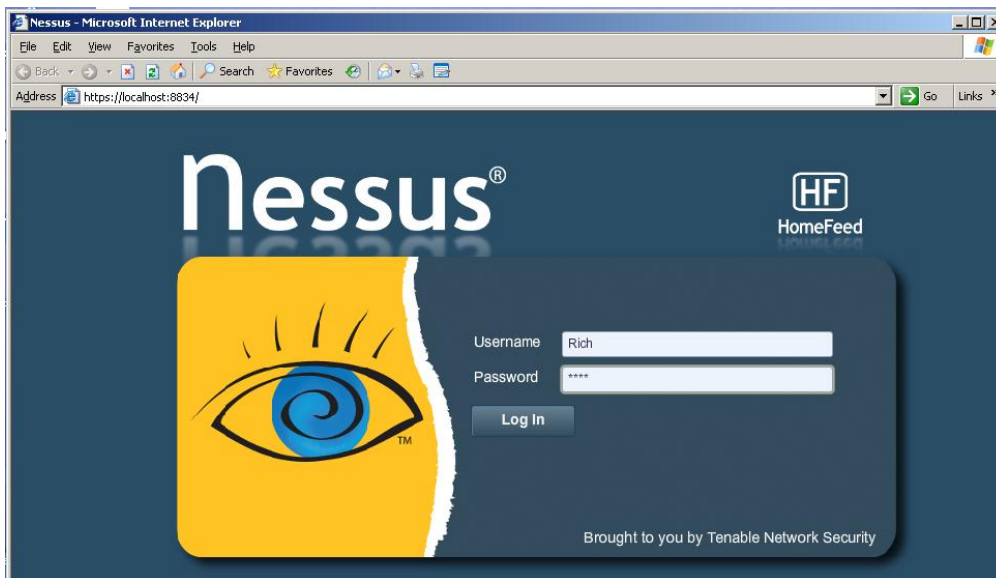 Nessus - Microsoft Internet Explorer
File Edit View Favorites Tools Help
Back Search Favorites
Address https://localhost:8834/ Go Links »
nessus®
HF
HomeFeed
Username Rich
Password ****
Log In
TM
Brought to you by Tenable Network Security